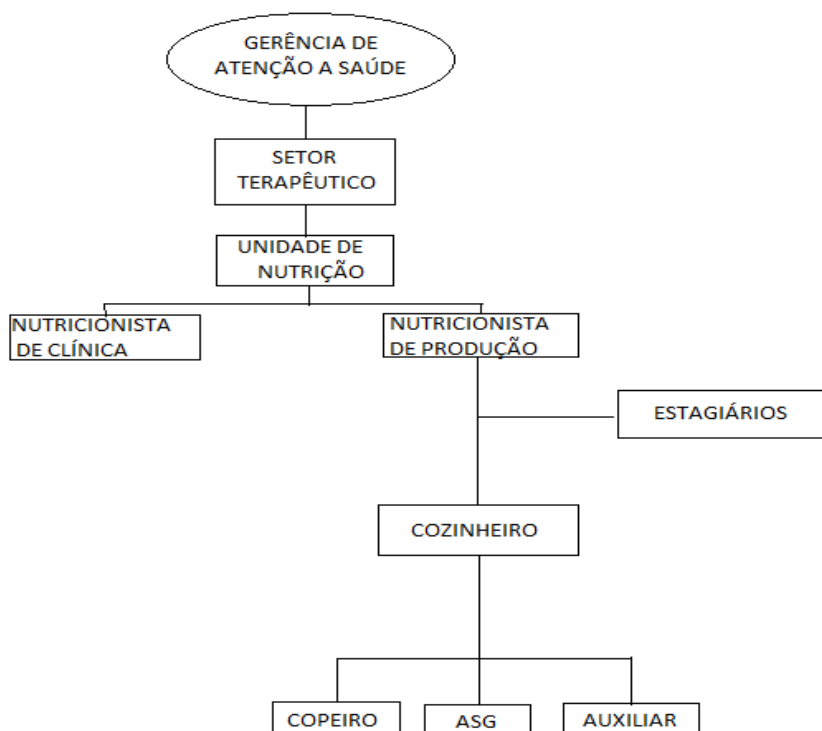 GERÊNCIA DE
ATENÇÃO A SAÚDE
SETOR
TERAPÊUTICO
UNIDADE DE
NUTRIÇÃO
NUTRICIONISTA
DE CLÍNICA
NUTRICIONISTA
DE PRODUÇÃO
ESTAGIÁRIOS
COZINHEIRO
COPEIRO
ASG
AUXILIAR